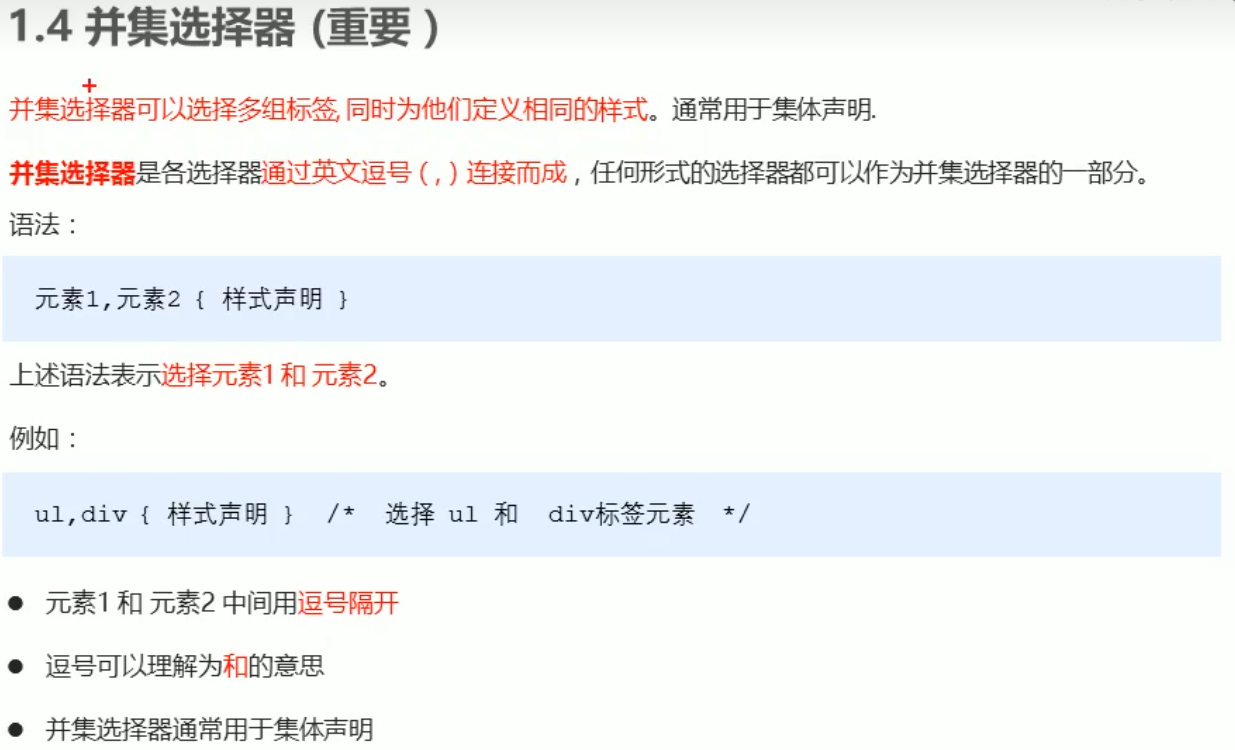 1.4 并集选择器 (重要 )
并集选择器可以选择多组标签, 同时为他们定义相同的样式。通常用于集体声明.
并集选择器是各选择器通过英文逗号 ( , ) 连接而成 , 任何形式的选择器都可以作为并集选择器的一部分。
语法 :
元素1,元素2 { 样式声明 }
上述语法表示选择元素1 和 元素2。
例如 :
ul,div { 样式声明 } /* 选择 ul 和 div标签元素 */
● 元素1 和 元素2 中间用逗号隔开
● 逗号可以理解为和的意思
● 并集选择器通常用于集体声明